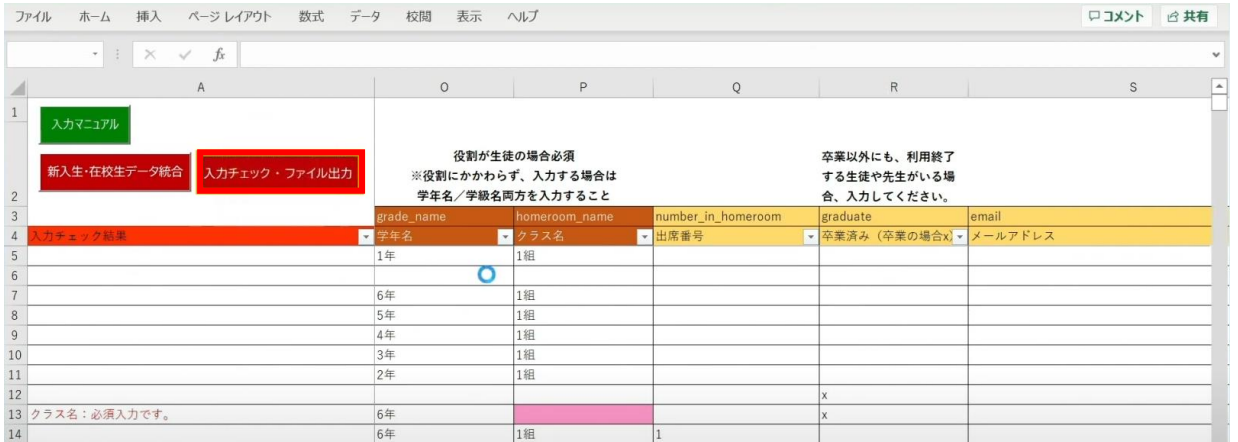 ファイル ホーム 挿入 ページ レイアウト 数式 データ 校閲 表示 ヘルプ コメント 共有
fx
A O P Q R S
1
入力マニュアル
新入生・在校生データ統合 入力チェック・ファイル出力
役割が生徒の場合必須
※役割にかかわらず、入力する場合は
学年名／学級名両方を入力すること
卒業以外にも、利用終了
する生徒や先生がいる場
合、入力してください。
2
3 grade_name homeroom_name number_in_homeroom graduate email
4 入力チェック結果 学年名 クラス名 出席番号 卒業済み（卒業の場合x） メールアドレス
5 1年 1組
6
7 6年 1組
8 5年 1組
9 4年 1組
10 3年 1組
11 2年 1組
12 x
13 クラス名：必須入力です。 6年 x
14 6年 1組 1